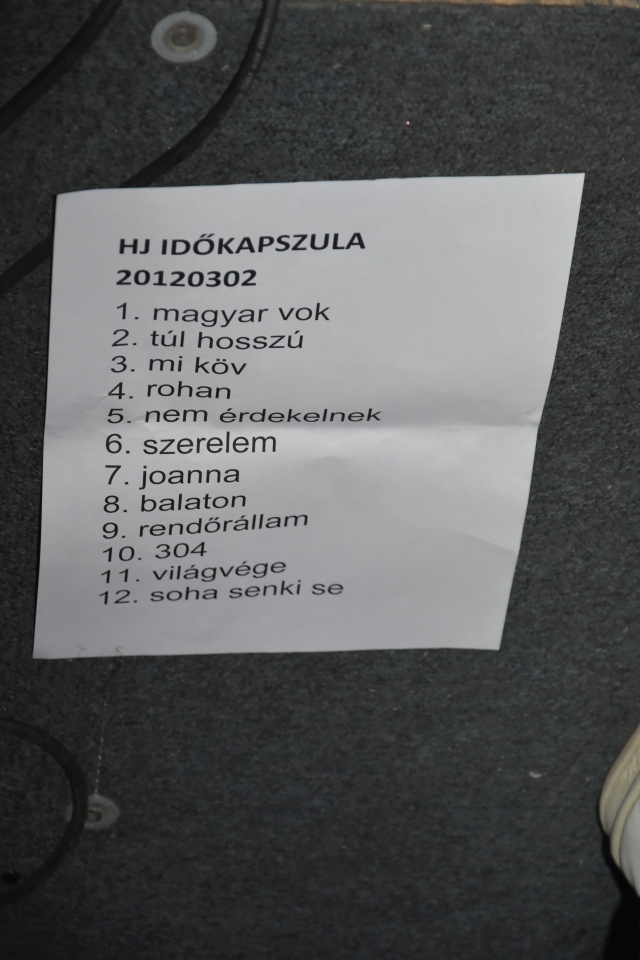 HJ IDŐKAPSZULA
20120302
1. magyar vok
2. túl hosszú
3. mi köv
4. rohan
5. nem érdekelnek
6. szerelem
7. joanna
8. balaton
9. rendőrállam
10. 304
11. világvége
12. soha senki se